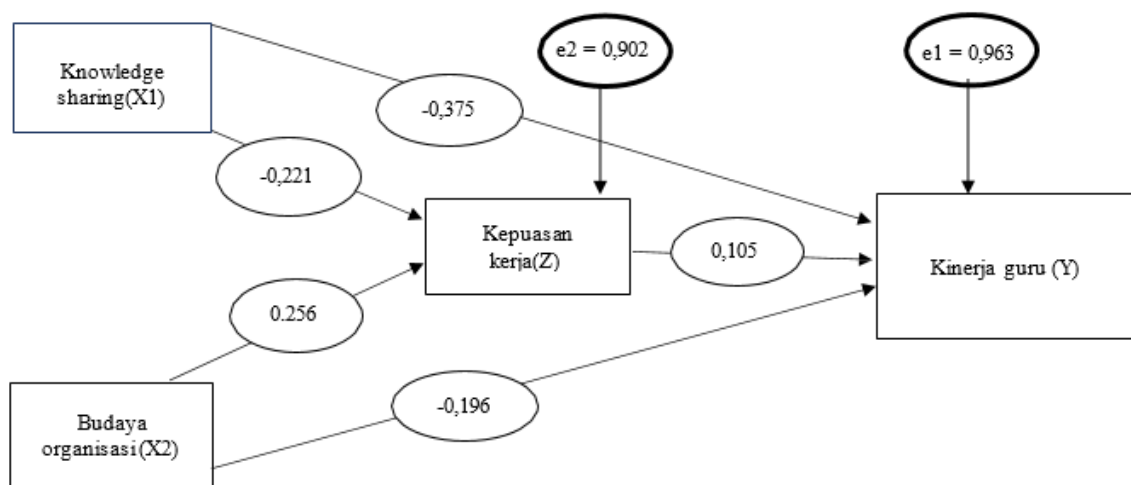 Knowledge
sharing(X1)
e2 = 0,902
e1 = 0,963
-0,375
-0,221
Kepuasan
kerja(Z)
0,105
Kinerja guru (Y)
0.256
-0,196
Budaya
organisasi(X2)